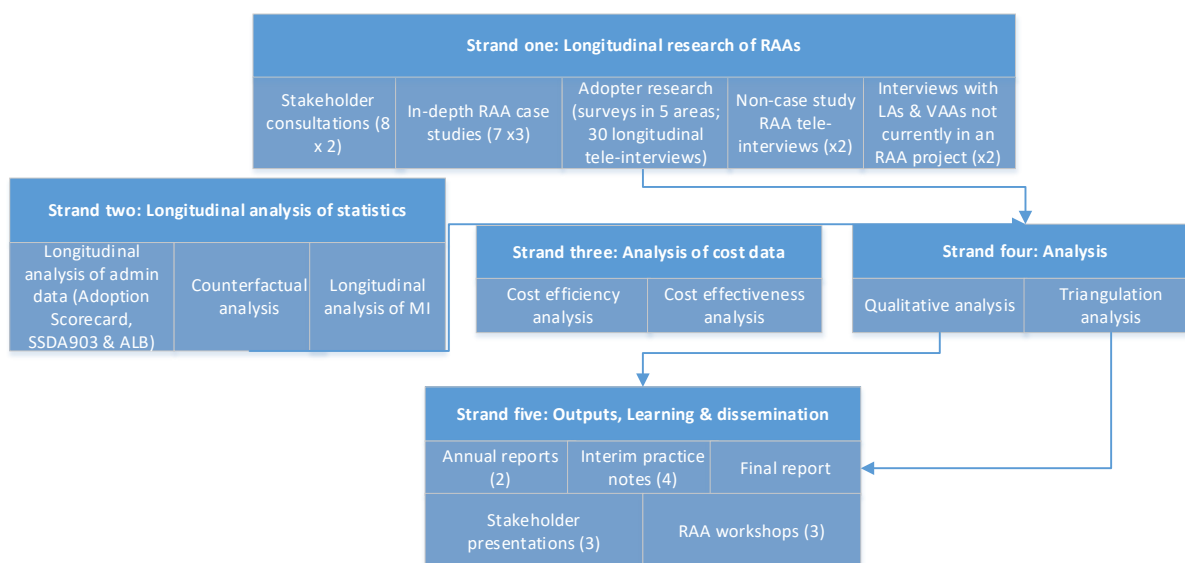 Strand one: Longitudinal research of RAAs
Stakeholder
consultations (8
x 2)
In-depth RAA case
studies (7 x3)
Adopter research
(surveys in 5 areas;
30 longitudinal
tele-interviews)
Non-case study
RAA tele-
interviews (x2)
Interviews with
LAs & VAAs not
currently in an
RAA project (x2)
Strand two: Longitudinal analysis of statistics
Longitudinal
analysis of admin
data (Adoption
Scorecard,
SSDA903 & ALB)
Counterfactual
analysis
Longitudinal
analysis of MI
Strand three: Analysis of cost data
Cost efficiency
analysis
Cost effectiveness
analysis
Strand four: Analysis
Qualitative analysis
Triangulation
analysis
Strand five: Outputs, Learning & dissemination
Annual reports
(2)
Interim practice
notes (4)
Final report
Stakeholder
presentations (3)
RAA workshops (3)